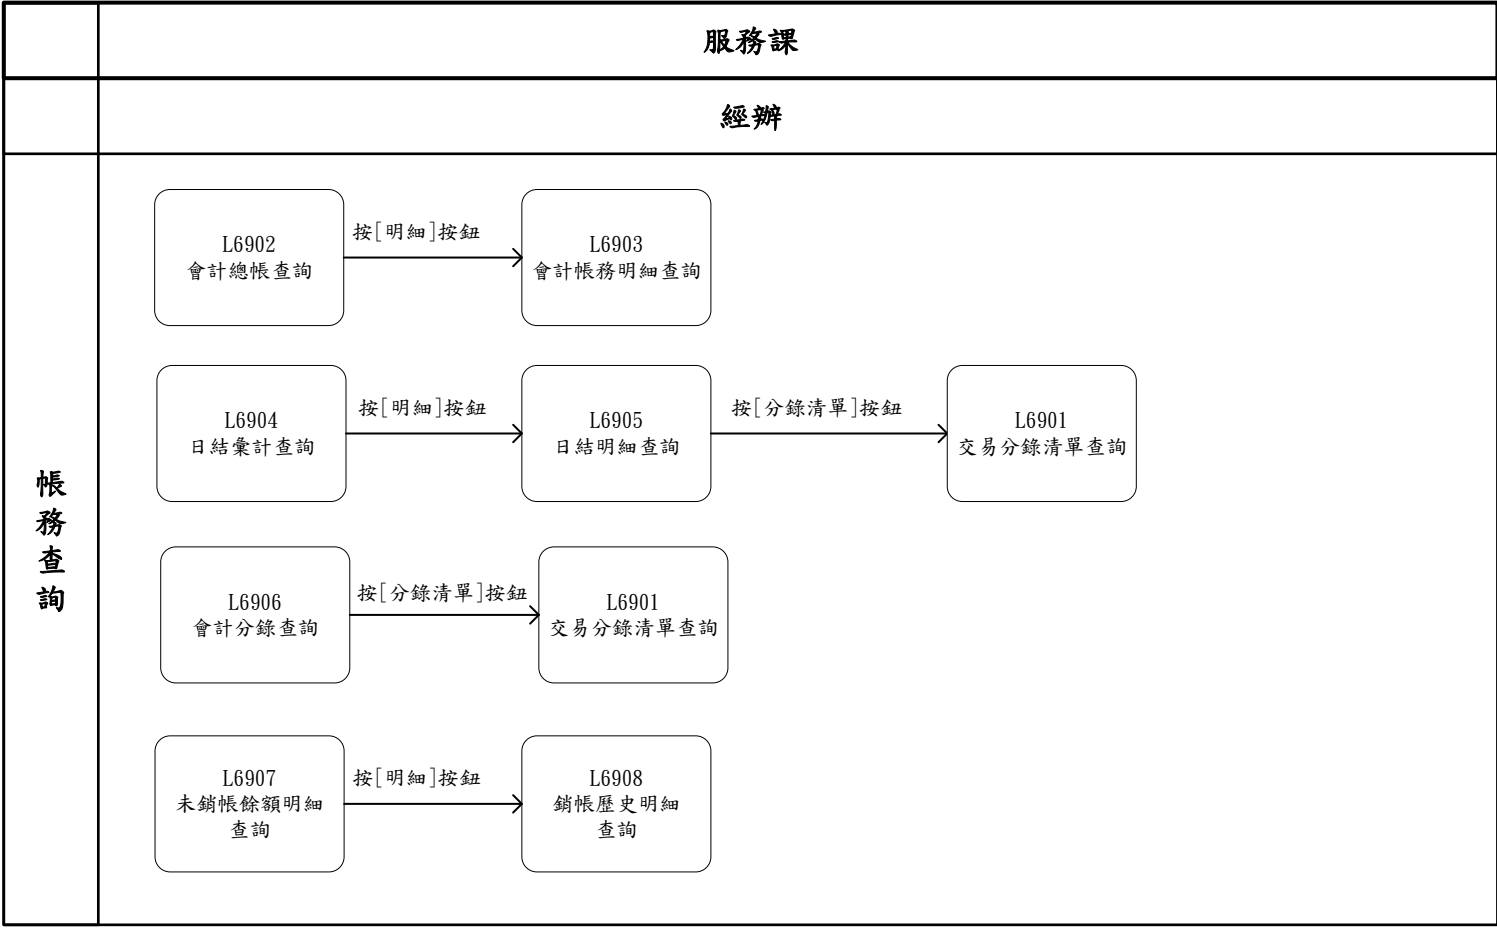 服務課
經辦
帳
務
查
詢
L6902
會計總帳查詢
按[明細]按鈕
L6903
會計帳務明細查詢
L6904
日結彙計查詢
按[明細]按鈕
L6905
日結明細查詢
按[分錄清單]按鈕
L6901
交易分錄清單查詢
L6906
會計分錄查詢
按[分錄清單]按鈕
L6901
交易分錄清單查詢
L6907
未銷帳餘額明細
查詢
按[明細]按鈕
L6908
銷帳歷史明細
查詢